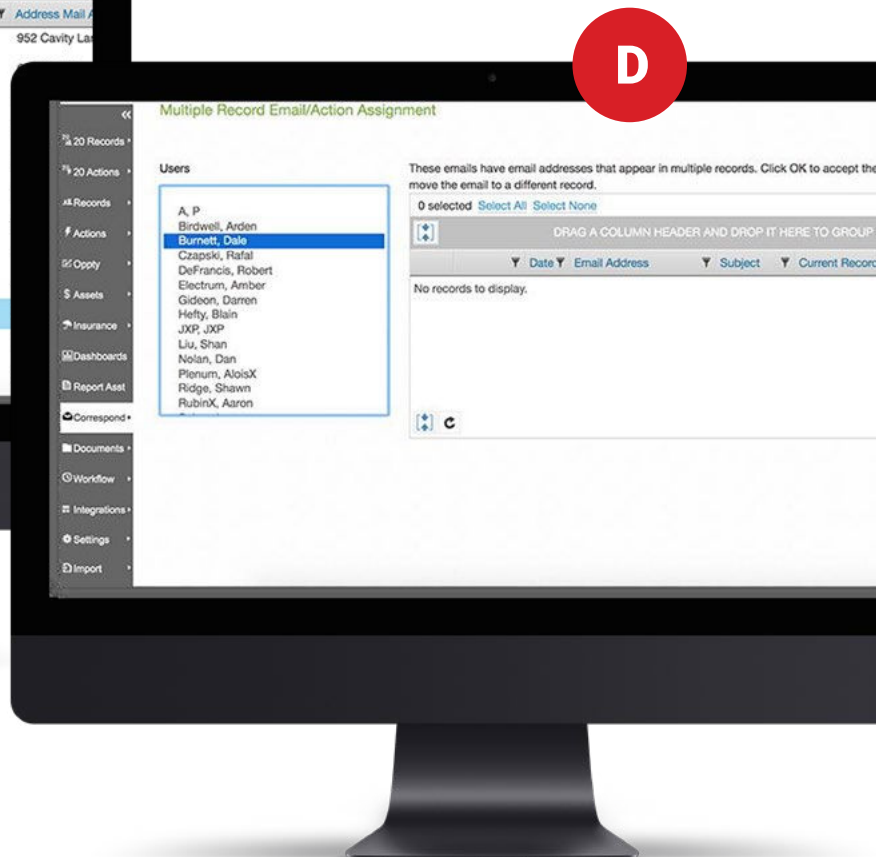 Address Mail A
952 Cavity Lan
D
Multiple Record Email/Action Assignment
20 Records
20 Actions
Records
Actions
Oppty
$ Assets
Insurance
Dashboards
Report Asst
Correspond
Documents
Workflow
Integrations
Settings
Import
Users
A, P
Birdwell, Arden
Burnett, Dale
Czapski, Rafal
DeFrancis, Robert
Electrum, Amber
Gideon, Darren
Hefty, Blain
JXP, JXP
Liu, Shan
Nolan, Dan
Plenum, AloisX
Ridge, Shawn
RubinX, Aaron
These emails have email addresses that appear in multiple records. Click OK to accept the
move the email to a different record.
0 selected Select All Select None
DRAG A COLUMN HEADER AND DROP IT HERE TO GROUP
Date Email Address Subject Current Record
No records to display.